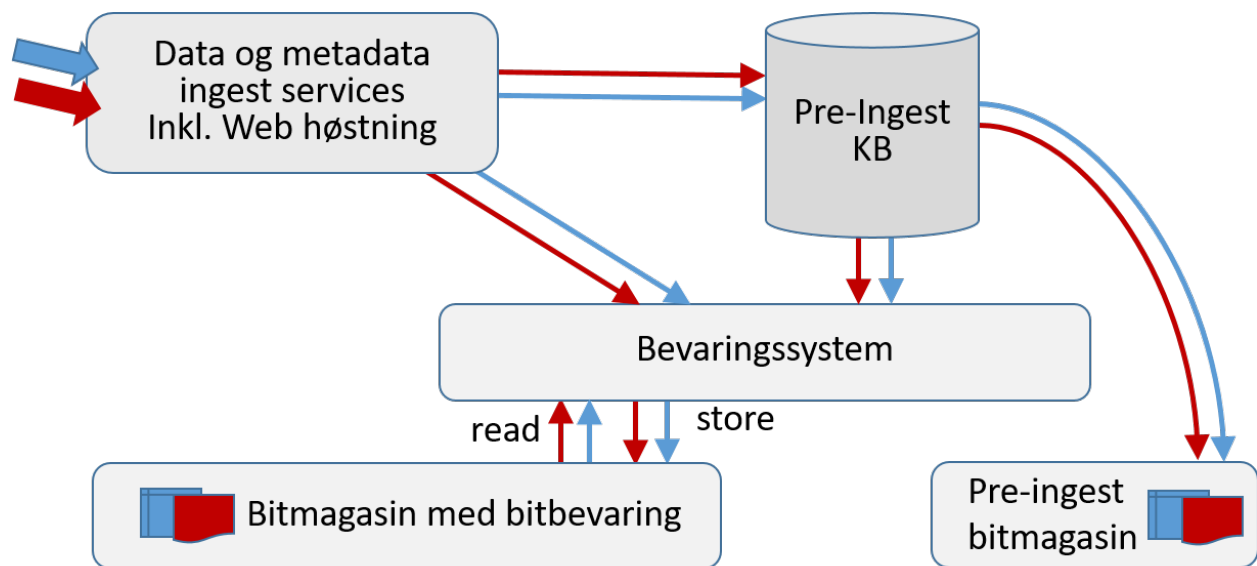 Data og metadata
ingest services
Inkl. Web høstning
Pre-Ingest
KB
Bevaringssystem
read
store
Bitmagasin med bitbevaring
Pre-ingest
bitmagasin